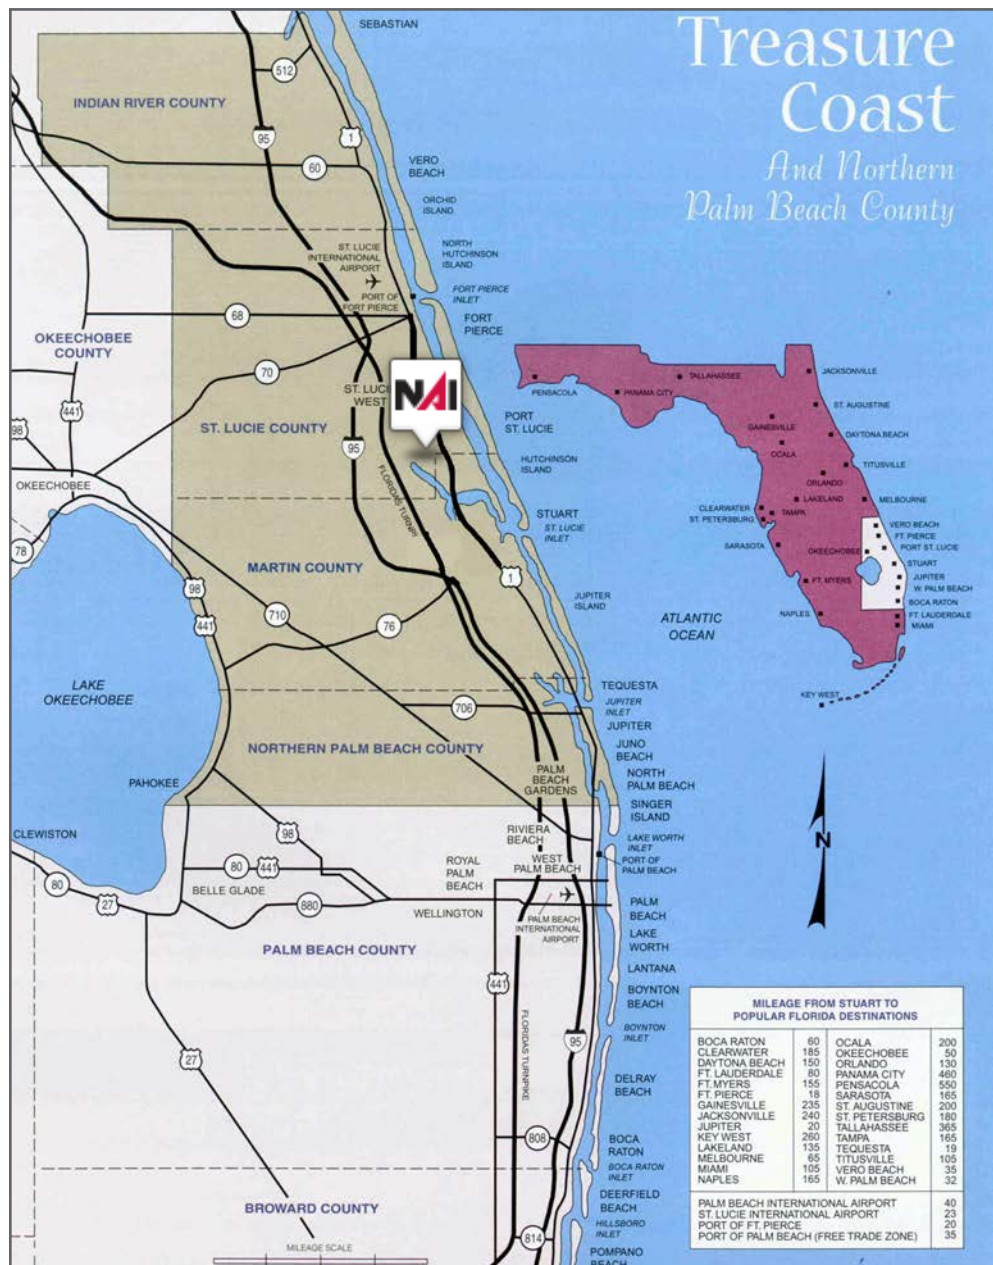 Treasure
Coast
And Northern
Palm Beach County
SEBASTIAN
512
INDIAN RIVER COUNTY
95
1
60
VERO
BEACH
ORCHID
ISLAND
ST. LUCIE
INTERNATIONAL
AIRPORT
NORTH
HUTCHINSON
ISLAND
PORT OF
FORT PIERCE
FORT PIERCE
INLET
68
FORT
PIERCE
OKEECHOBEE
COUNTY
70
441
98
ST. LUCIE
WEST
NAI
ST. LUCIE COUNTY
95
PORT
ST. LUCIE
HUTCHINSON
ISLAND
OKEECHOBEE
FLORIDAS TURNPI
STUART
ST. LUCIE
INLET
78
MARTIN COUNTY
98
441
710
76
1
JUPITER
ISLAND
LAKE
OKEECHOBEE
TEQUESTA
JUPITER
INLET
706
JUPITER
NORTHERN PALM BEACH COUNTY
JUNO
BEACH
PAHOKEE
PALM
BEACH
GARDENS
NORTH
PALM BEACH
SINGER
ISLAND
CLEWISTON
98
RIVIERA
BEACH
LAKE WORTH
INLET
PORT OF
PALM BEACH
80
441
ROYAL
PALM
BEACH
WEST
PALM BEACH
80
27
BELLE GLADE
880
WELLINGTON
PALM BEACH
INTERNATIONAL
AIRPORT
PALM
BEACH
PALM BEACH COUNTY
LAKE
WORTH
LANTANA
441
BOYNTON
BEACH
BOYNTON
INLET
27
FLORIDAS TURNPIKE
95
DELRAY
BEACH
808
BOCA
RATON
BOCA RATON
INLET
DEERFIELD
BEACH
BROWARD COUNTY
HILLSBORO
INLET
814
MILEAGE SCALE
POMPANO
BEACH
PENSACOLA
PANAMA CITY
TALLAHASSEE
JACKSONVILLE
ST. AUGUSTINE
GAINESVILLE
DAYTONA BEACH
OCALA
TITUSVILLE
ORLANDO
LAKELAND
MELBOURNE
CLEARWATER
TAMPA
ST. PETERSBURG
VERO BEACH
FT. PIERCE
SARASOTA
OKEECHOBEE
PORT ST. LUCIE
STUART
FT. MYERS
JUPITER
W. PALM BEACH
BOCA RATON
NAPLES
FT. LAUDERDALE
MIAMI
KEY WEST
ATLANTIC
OCEAN
N
MILEAGE FROM STUART TO
POPULAR FLORIDA DESTINATIONS
BOCA RATON 60 OCALA 200
CLEARWATER 185 OKEECHOBEE 50
DAYTONA BEACH 150 ORLANDO 130
FT. LAUDERDALE 80 PANAMA CITY 460
FT. MYERS 155 PENSACOLA 550
FT. PIERCE 18 SARASOTA 165
GAINESVILLE 235 ST. AUGUSTINE 200
JACKSONVILLE 240 ST. PETERSBURG 180
JUPITER 20 TALLAHASSEE 365
KEY WEST 260 TAMPA 165
LAKELAND 135 TEQUESTA 19
MELBOURNE 65 TITUSVILLE 105
MIAMI 105 VERO BEACH 35
NAPLES 165 W. PALM BEACH 32
PALM BEACH INTERNATIONAL AIRPORT 40
ST. LUCIE INTERNATIONAL AIRPORT 23
PORT OF FT. PIERCE 20
PORT OF PALM BEACH (FREE TRADE ZONE) 35